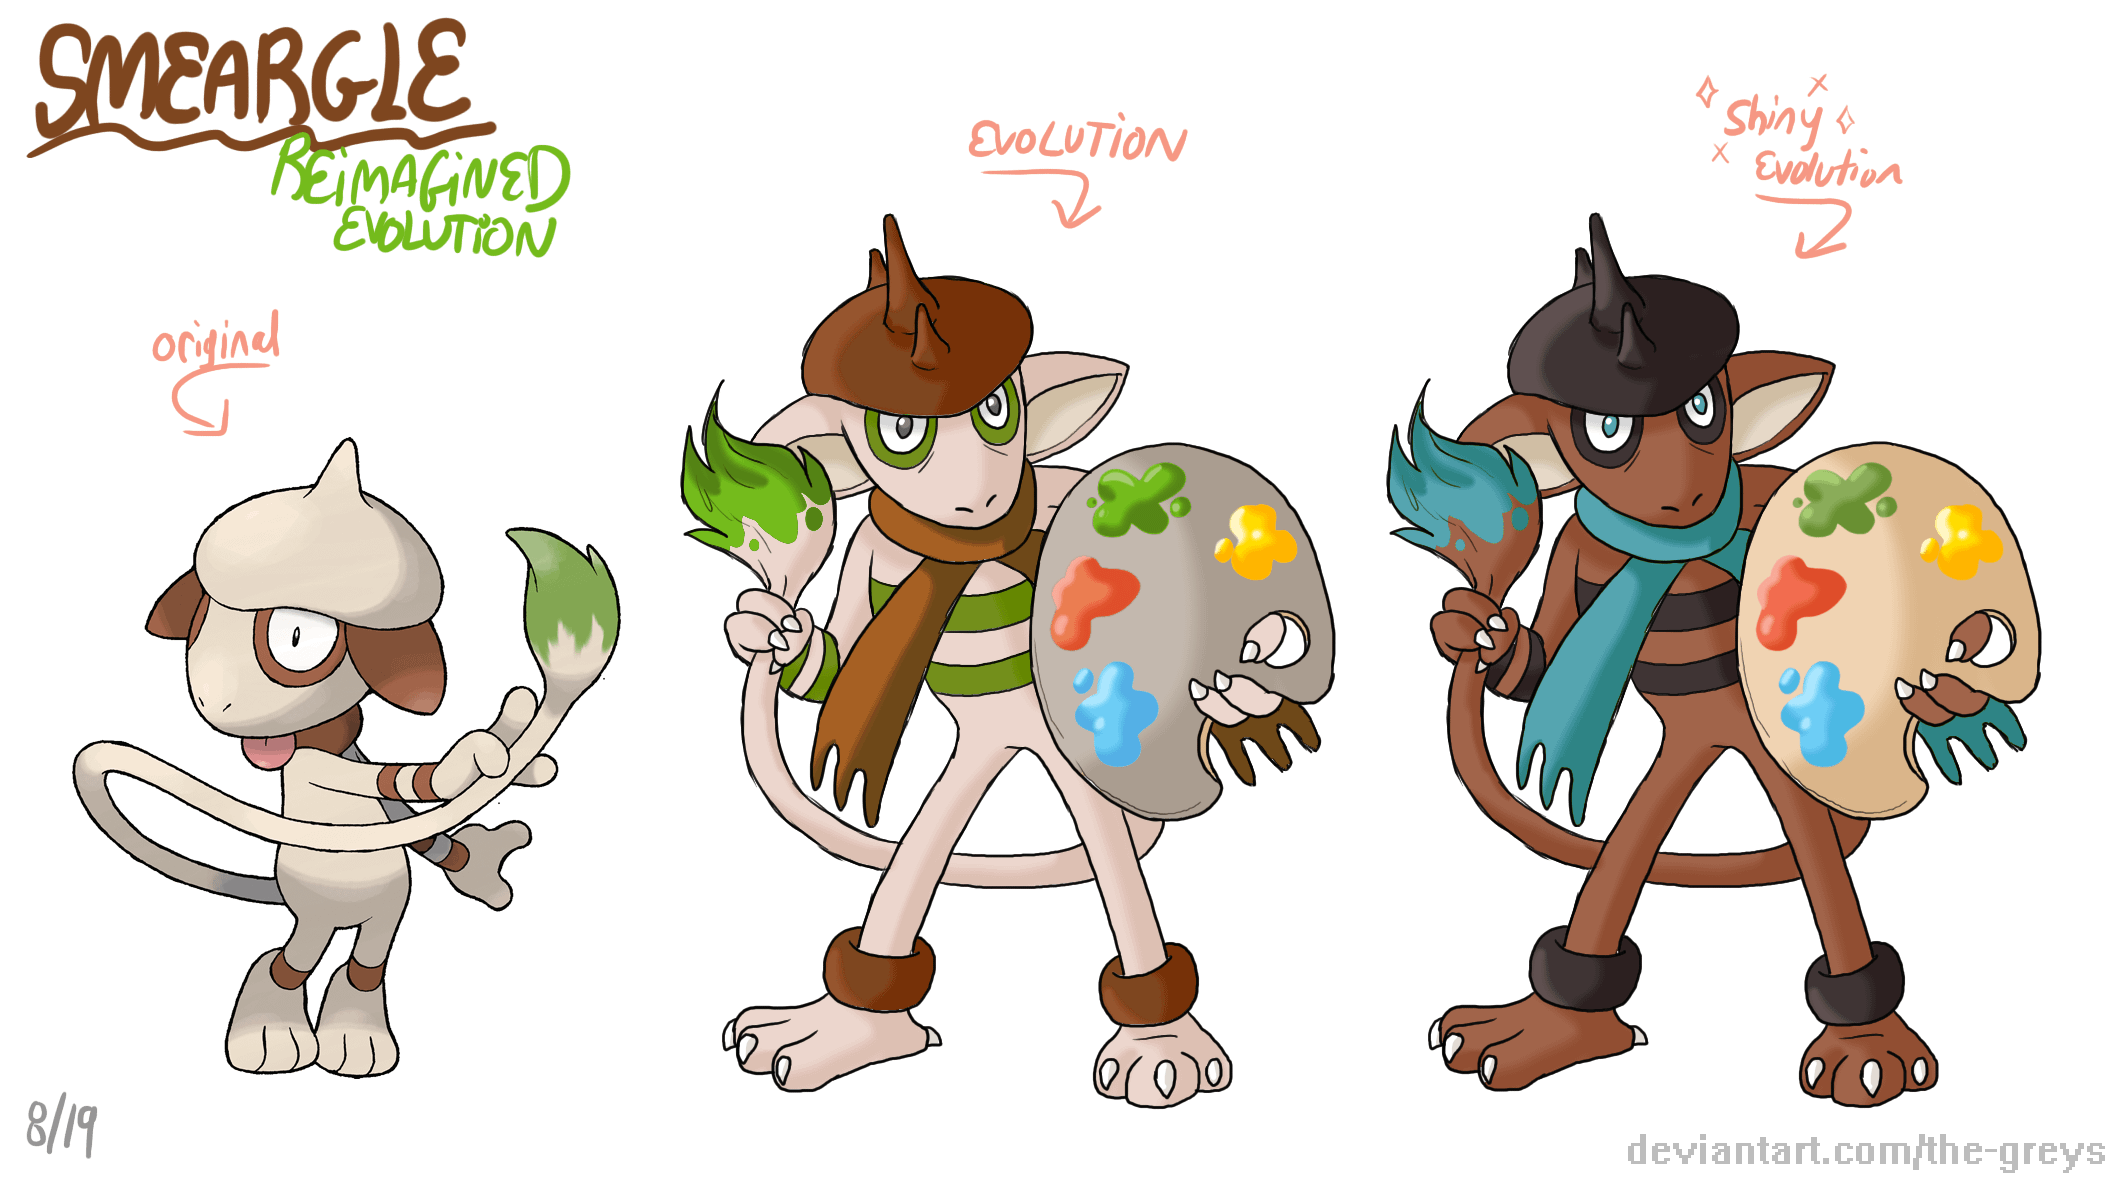 SMEARGLE
REiMAGiNED
EVOLUTiON
original
EVOLUTiON
Shiny
Evolution
8/19
deviantart.com/the-greys